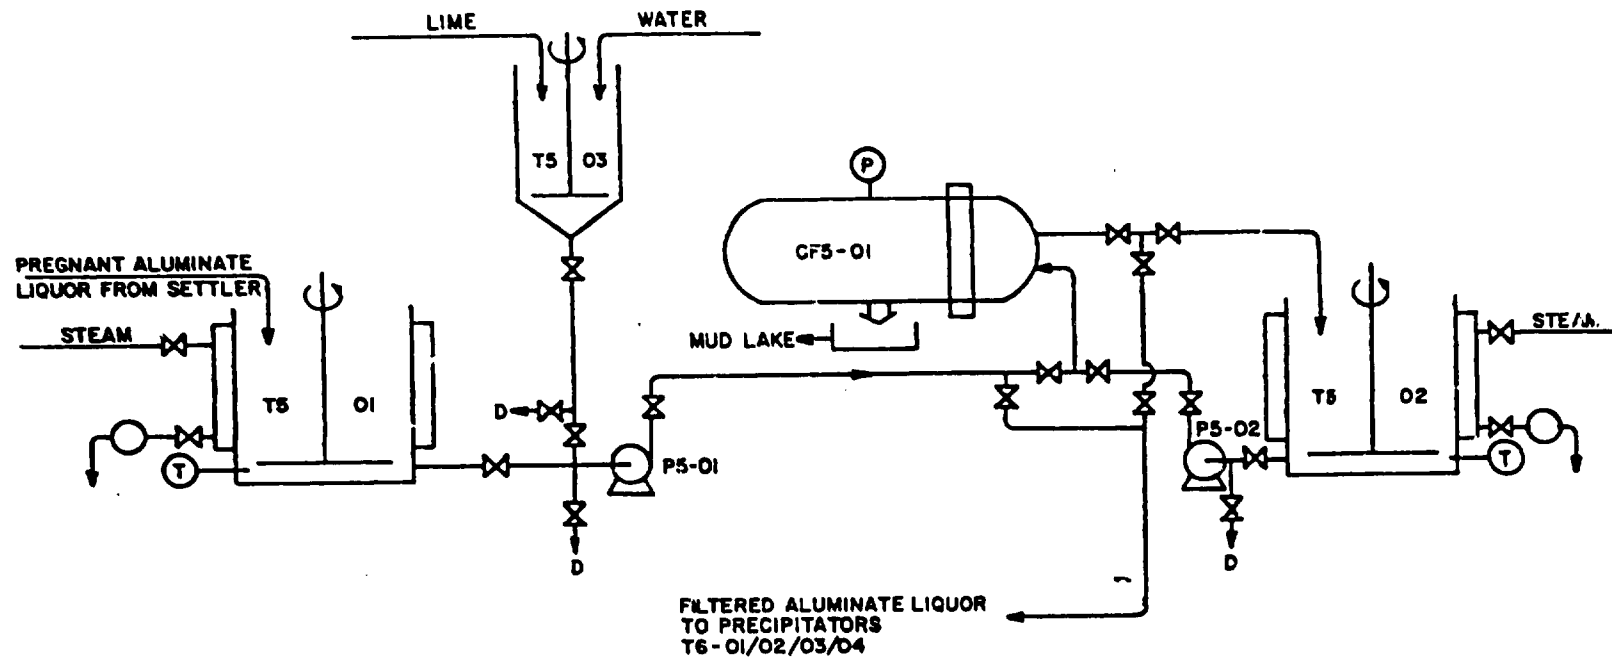 LIME
WATER
T5 03
P
CF5-01
PREGNANT ALUMINATE
LIQUOR FROM SETTLER
STEAM
MUD LAKE
T5 01
D
T5 02
P5-02
P5-01
T
T
D
D
FILTERED ALUMINATE LIQUOR
TO PRECIPITATORS
T6-01/02/03/04